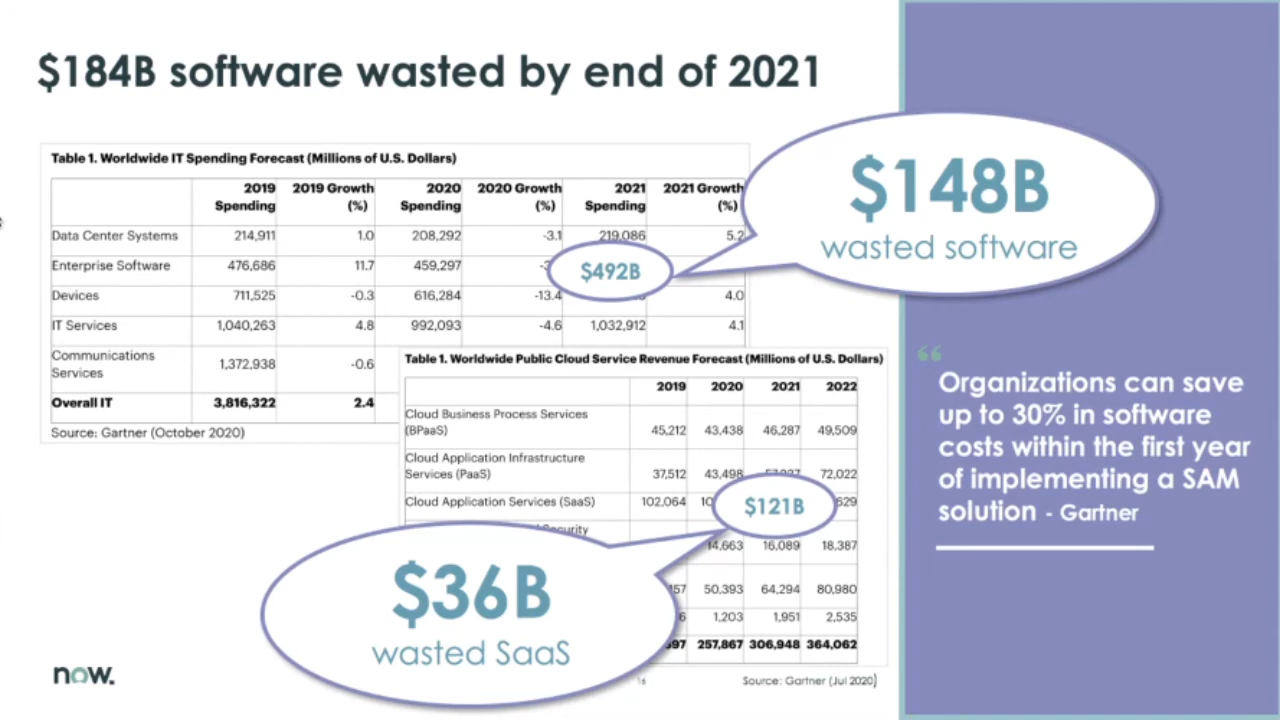 $184B software wasted by end of 2021
Table 1. Worldwide IT Spending Forecast (Millions of U.S. Dollars)
2019 Spending 2019 Growth (%) 2020 Spending 2020 Growth (%) 2021 Spending 2021 Growth (%)
Data Center Systems 214,911 1.0 208,292 -3.1 219,086 5.2
Enterprise Software 476,686 11.7 459,297 $492B
Devices 711,525 -0.3 616,284 -13.4 4.0
IT Services 1,040,263 4.8 992,093 -4.6 1,032,912 4.1
Communications
Services 1,372,938 -0.6
Overall IT 3,816,322 2.4
Source: Gartner (October 2020)
$148B
wasted software
Table 1. Worldwide Public Cloud Service Revenue Forecast (Millions of U.S. Dollars)
2019 2020 2021 2022
Cloud Business Process Services
(BPaaS) 45,212 43,438 46,287 49,509
Cloud Application Infrastructure
Services (PaaS) 37,512 43,498 72,022
Cloud Application Services (SaaS) 102,064 $121B
14,663 16,089 18,387
50,393 64,294 80,980
1,203 1,951 2,535
257,867 306,948 364,062
$36B
wasted SaaS
“
Organizations can save
up to 30% in software
costs within the first year
of implementing a SAM
solution - Gartner
now.
16
Source: Gartner (Jul 2020)